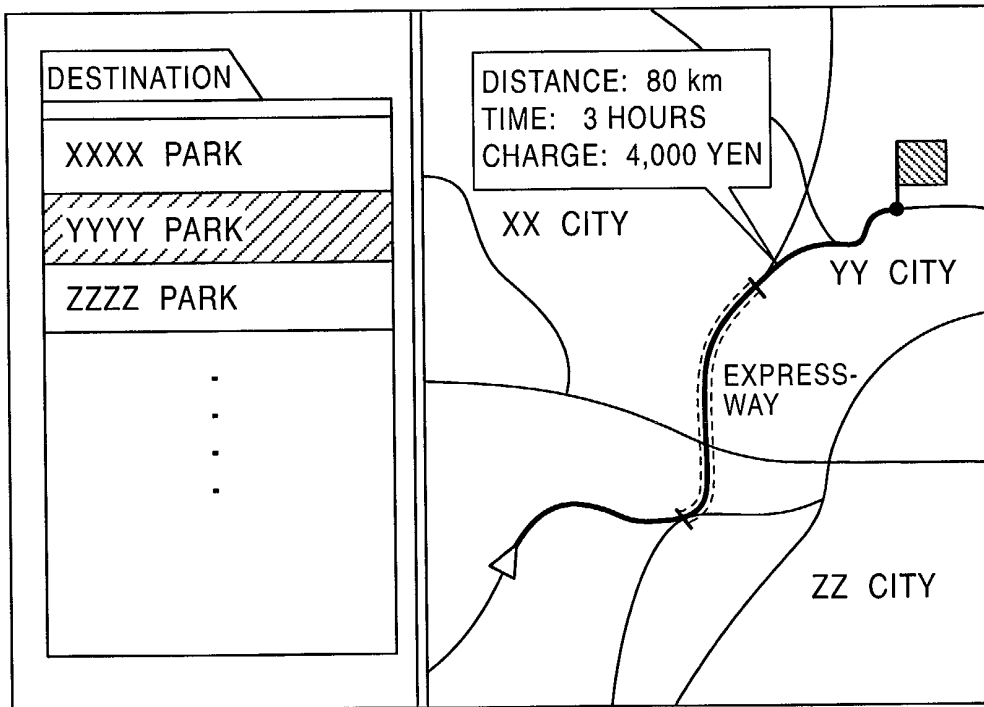 DESTINATION
XXXX PARK
YYYY PARK
ZZZZ PARK
DISTANCE: 80 km
TIME: 3 HOURS
CHARGE: 4,000 YEN
XX CITY
YY CITY
EXPRESS-
WAY
ZZ CITY